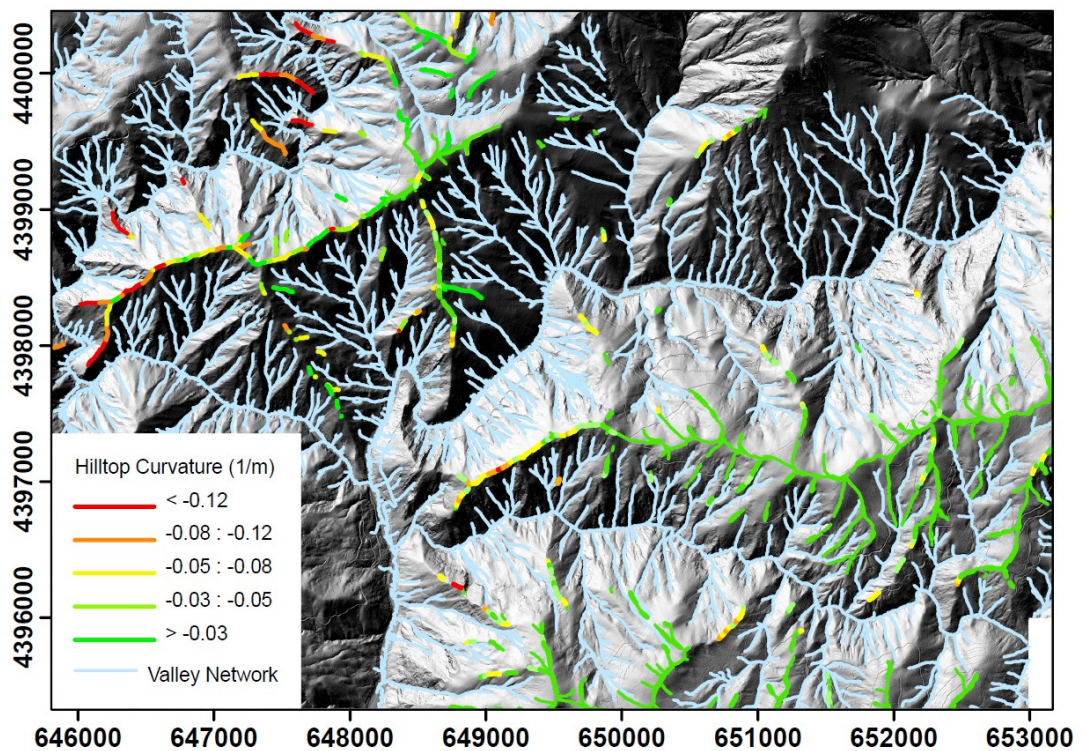 4400000
4399000
4398000
4397000
4396000
Hilltop Curvature (1/m)
< -0.12
-0.08 : -0.12
-0.05 : -0.08
-0.03 : -0.05
> -0.03
Valley Network
646000 647000 648000 649000 650000 651000 652000 653000